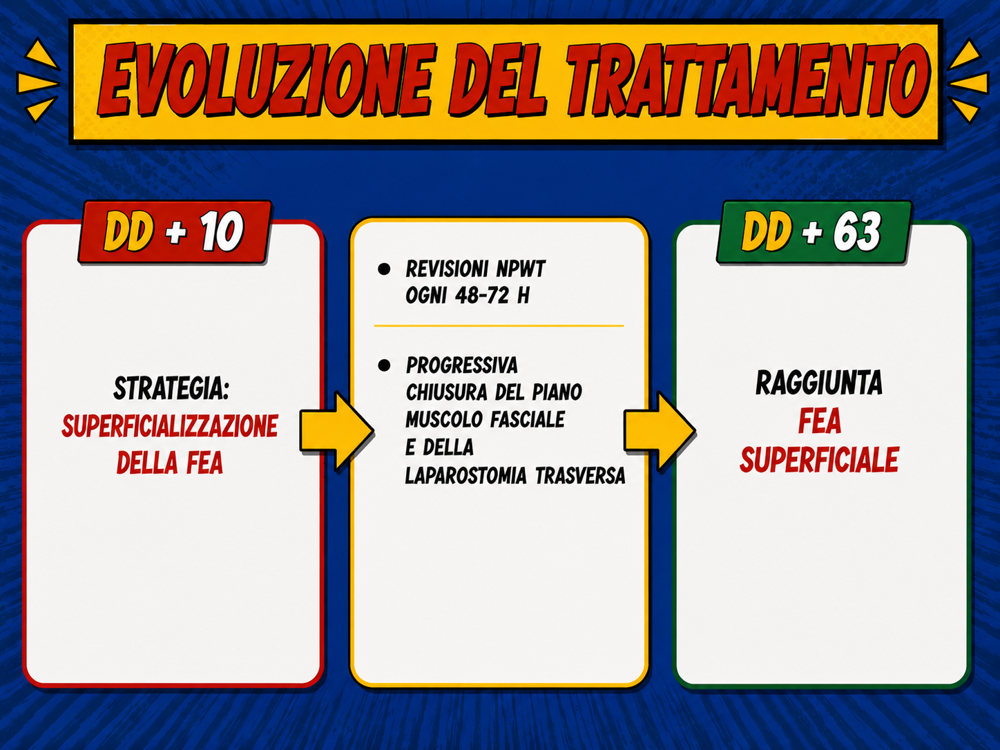 EVOLUZIONE DEL TRATTAMENTO
DD + 10
STRATEGIA:
SUPERFICIALIZZAZIONE
DELLA FEA
● REVISIONI NPWT
OGNI 48-72 H
● PROGRESSIVA
CHIUSURA DEL PIANO
MUSCOLO FASCIALE
E DELLA
LAPAROSTOMIA TRASVERSA
DD + 63
RAGGIUNTA
FEA
SUPERFICIALE